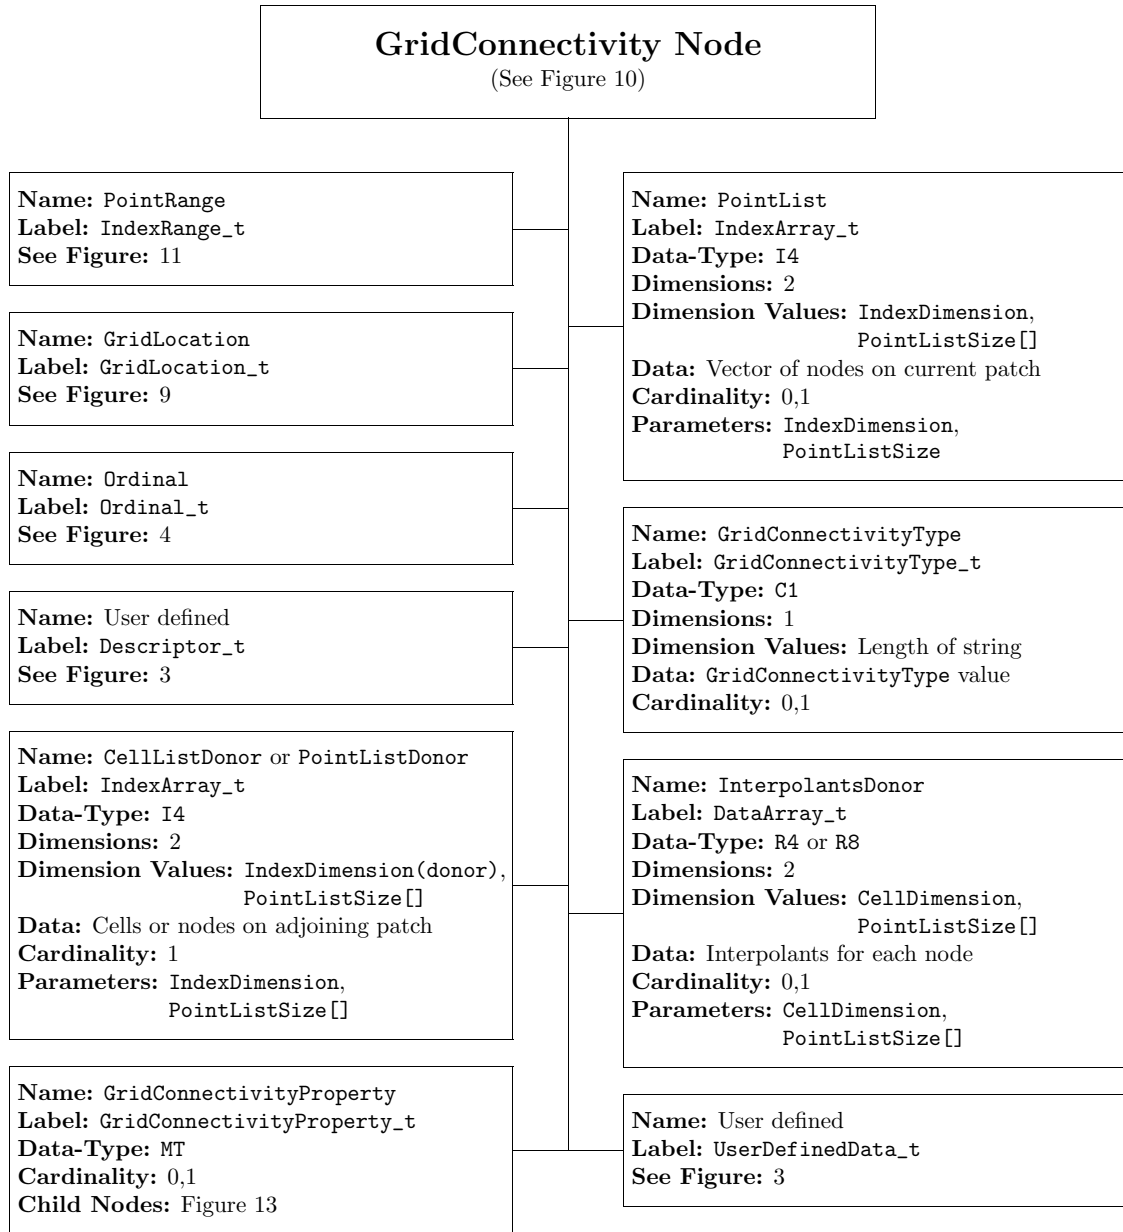 GridConnectivity Node
(See Figure 10)
Name: PointRange
Label: IndexRange_t
See Figure: 11
Name: GridLocation
Label: GridLocation_t
See Figure: 9
Name: Ordinal
Label: Ordinal_t
See Figure: 4
Name: User defined
Label: Descriptor_t
See Figure: 3
Name: CellListDonor or PointListDonor
Label: IndexArray_t
Data-Type: I4
Dimensions: 2
Dimension Values: IndexDimension(donor),
PointListSize[]
Data: Cells or nodes on adjoining patch
Cardinality: 1
Parameters: IndexDimension,
PointListSize[]
Name: GridConnectivityProperty
Label: GridConnectivityProperty_t
Data-Type: MT
Cardinality: 0,1
Child Nodes: Figure 13
Name: PointList
Label: IndexArray_t
Data-Type: I4
Dimensions: 2
Dimension Values: IndexDimension,
PointListSize[]
Data: Vector of nodes on current patch
Cardinality: 0,1
Parameters: IndexDimension,
PointListSize
Name: GridConnectivityType
Label: GridConnectivityType_t
Data-Type: C1
Dimensions: 1
Dimension Values: Length of string
Data: GridConnectivityType value
Cardinality: 0,1
Name: InterpolantsDonor
Label: DataArray_t
Data-Type: R4 or R8
Dimensions: 2
Dimension Values: CellDimension,
PointListSize[]
Data: Interpolants for each node
Cardinality: 0,1
Parameters: CellDimension,
PointListSize[]
Name: User defined
Label: UserDefinedData_t
See Figure: 3